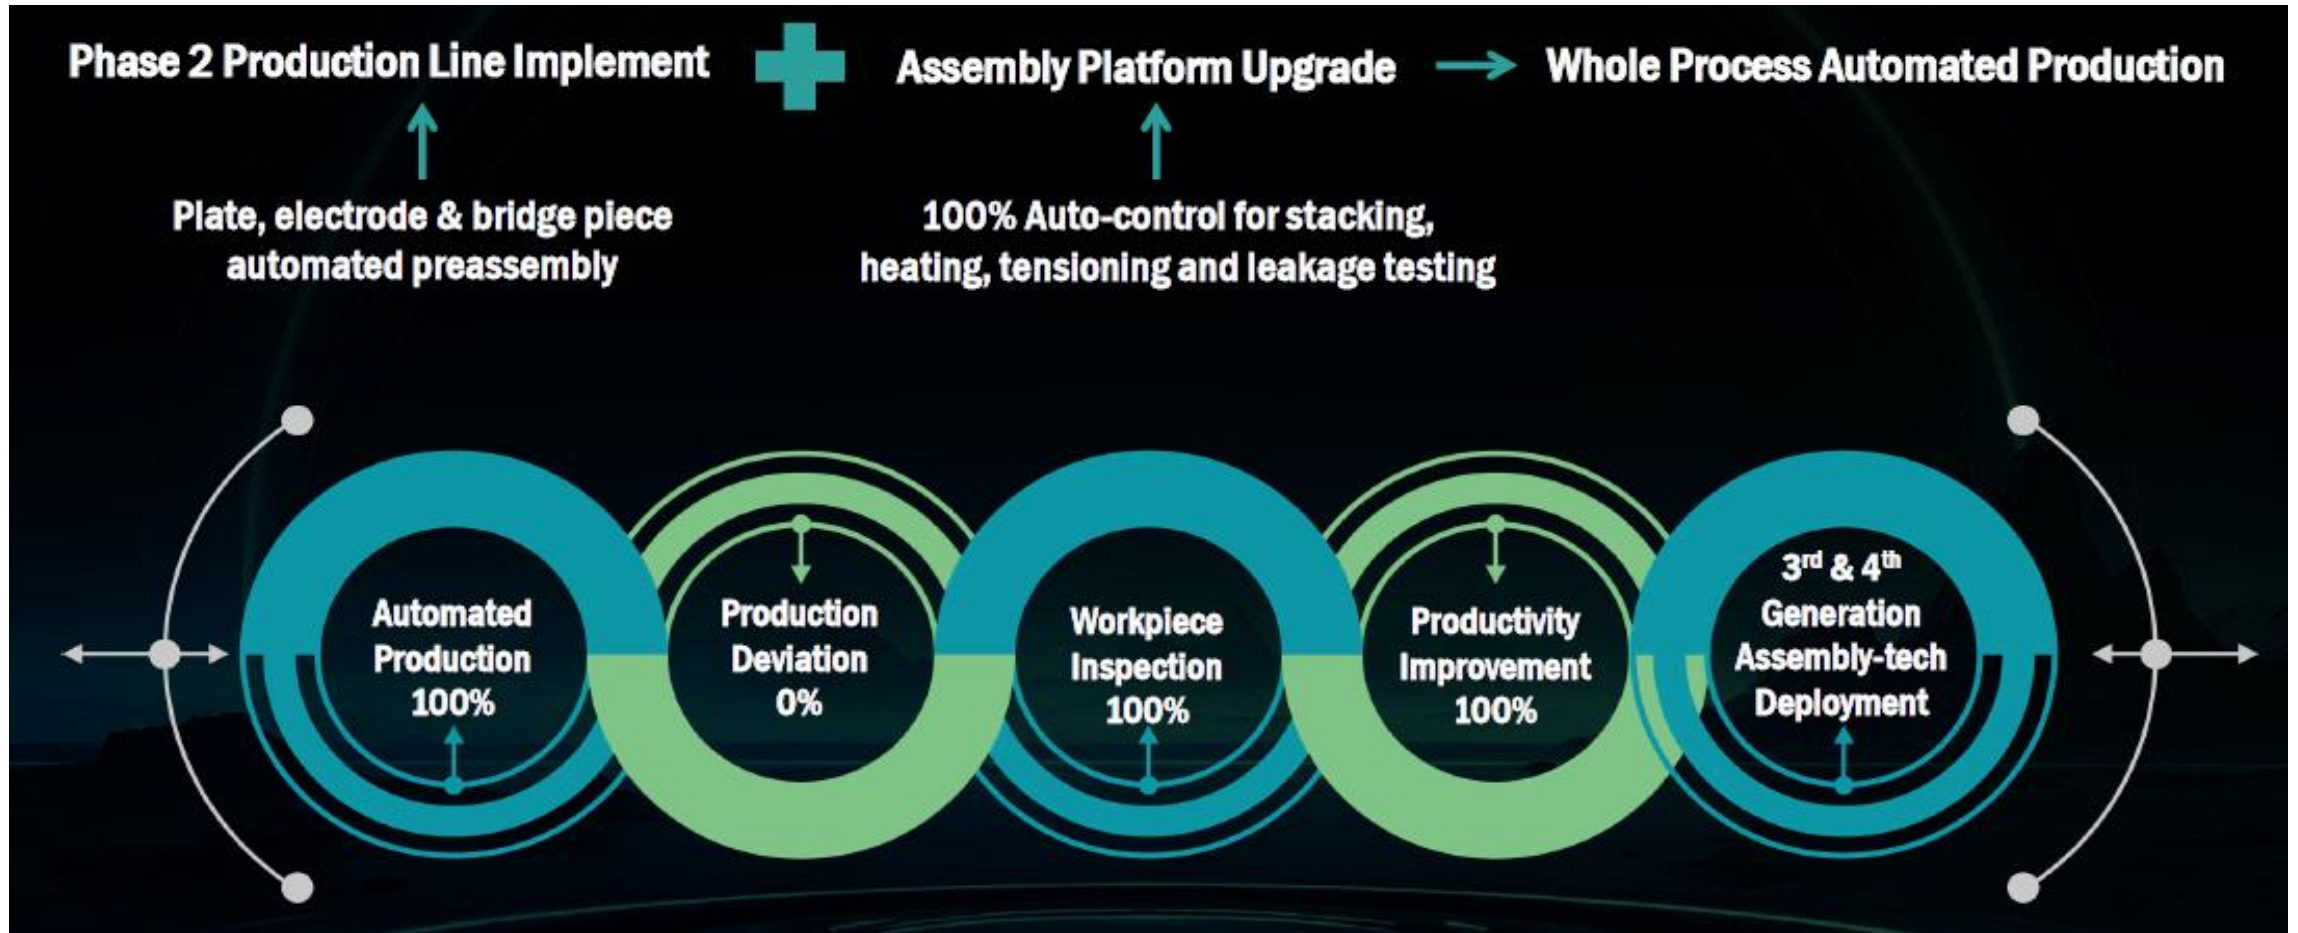 Phase 2 Production Line Implement
Assembly Platform Upgrade
Whole Process Automated Production
Plate, electrode & bridge piece
automated preassembly
100% Auto-control for stacking,
heating, tensioning and leakage testing
Automated
Production
100%
Production
Deviation
0%
Workpiece
Inspection
100%
Productivity
Improvement
100%
3rd & 4th
Generation
Assembly-tech
Deployment